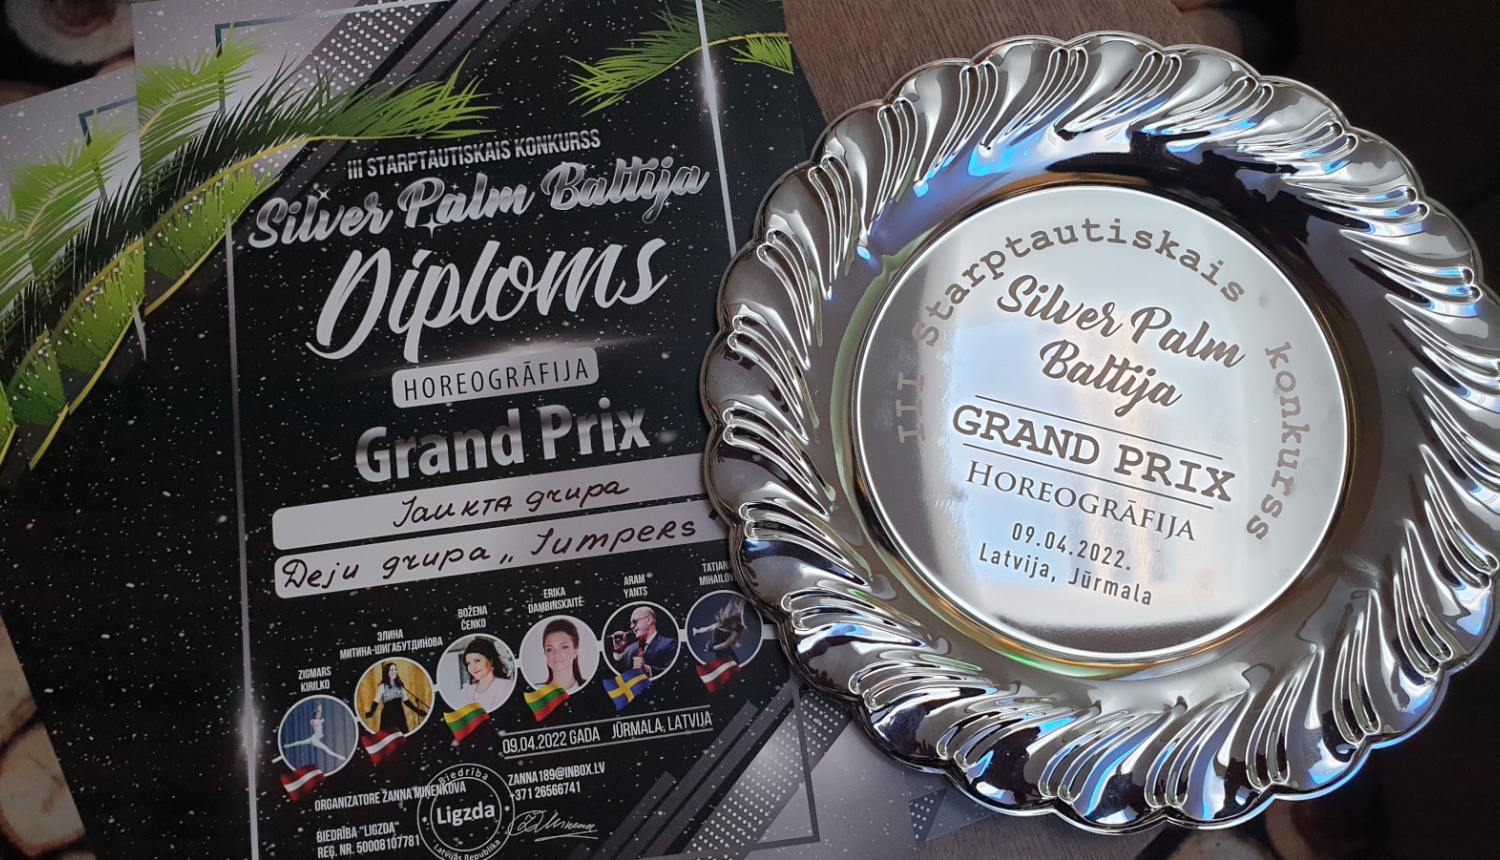 III STARPTAUTISKAIS KONKURSS
Silver Palm Baltija
Diploms
HOREOGRĀFIJA
Grand Prix
Jaukta grupa
Deju grupa „Jumpers"
ZIGMARS
KIRILKO
ЭЛИНА
МИТИНА-ШИГАБУТДИНОВА
BOŽENA
ČENKO
ERIKA
DAMBINSKAITĖ
ARAM
YANTS
09.04.2022 GADA JŪRMALA, LATVIJA
ORGANIZATORE ŽANNA MINENKOVA
ZANNA189@INBOX.LV
+371 26566741
BIEDRĪBA "LIGZDA"
REĢ. NR. 50008107781
Biedrība
Ligzda
Latvijas Republika
III starptautiskais konkurss
Silver Palm
Baltija
GRAND PRIX
HOREOGRĀFIJA
09.04.2022.
Latvija, Jūrmala